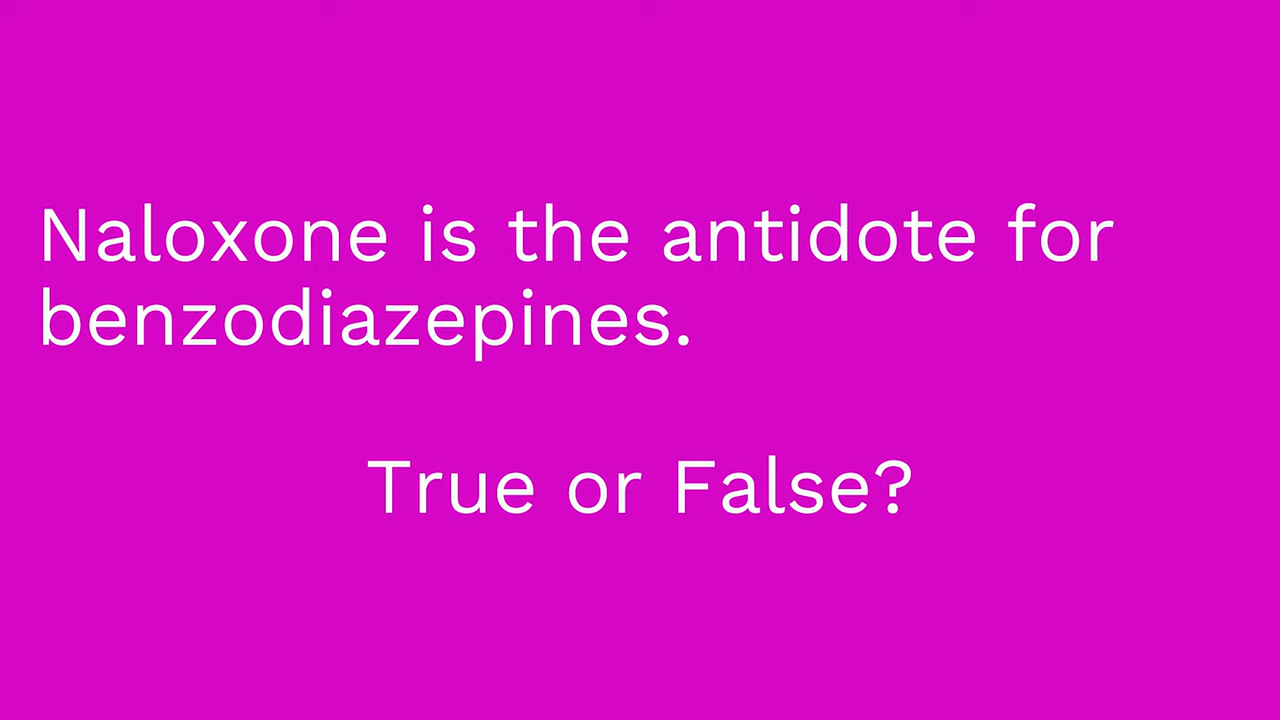 Naloxone is the antidote for
benzodiazepines.
True or False?